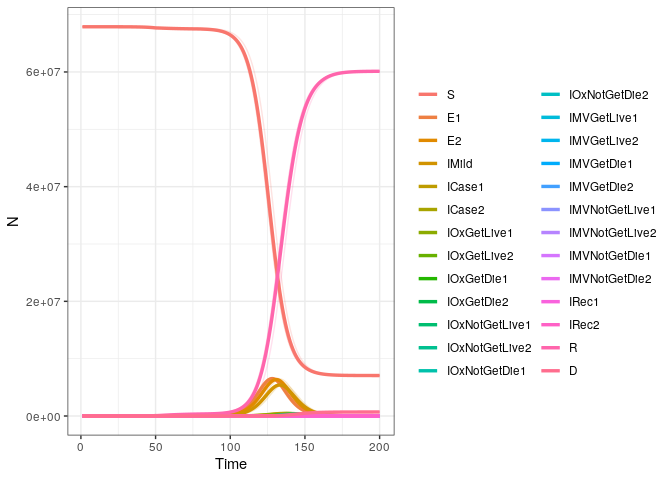 6e+07
4e+07
2e+07
0e+00
N
0
50
100
150
200
Time
S
E1
E2
IMild
ICase1
ICase2
IOxGetLive1
IOxGetLive2
IOxGetDie1
IOxGetDie2
IOxNotGetLive1
IOxNotGetLive2
IOxNotGetDie1
IOxNotGetDie2
IMVGetLive1
IMVGetLive2
IMVGetDie1
IMVGetDie2
IMVNotGetLive1
IMVNotGetLive2
IMVNotGetDie1
IMVNotGetDie2
IRec1
IRec2
R
D